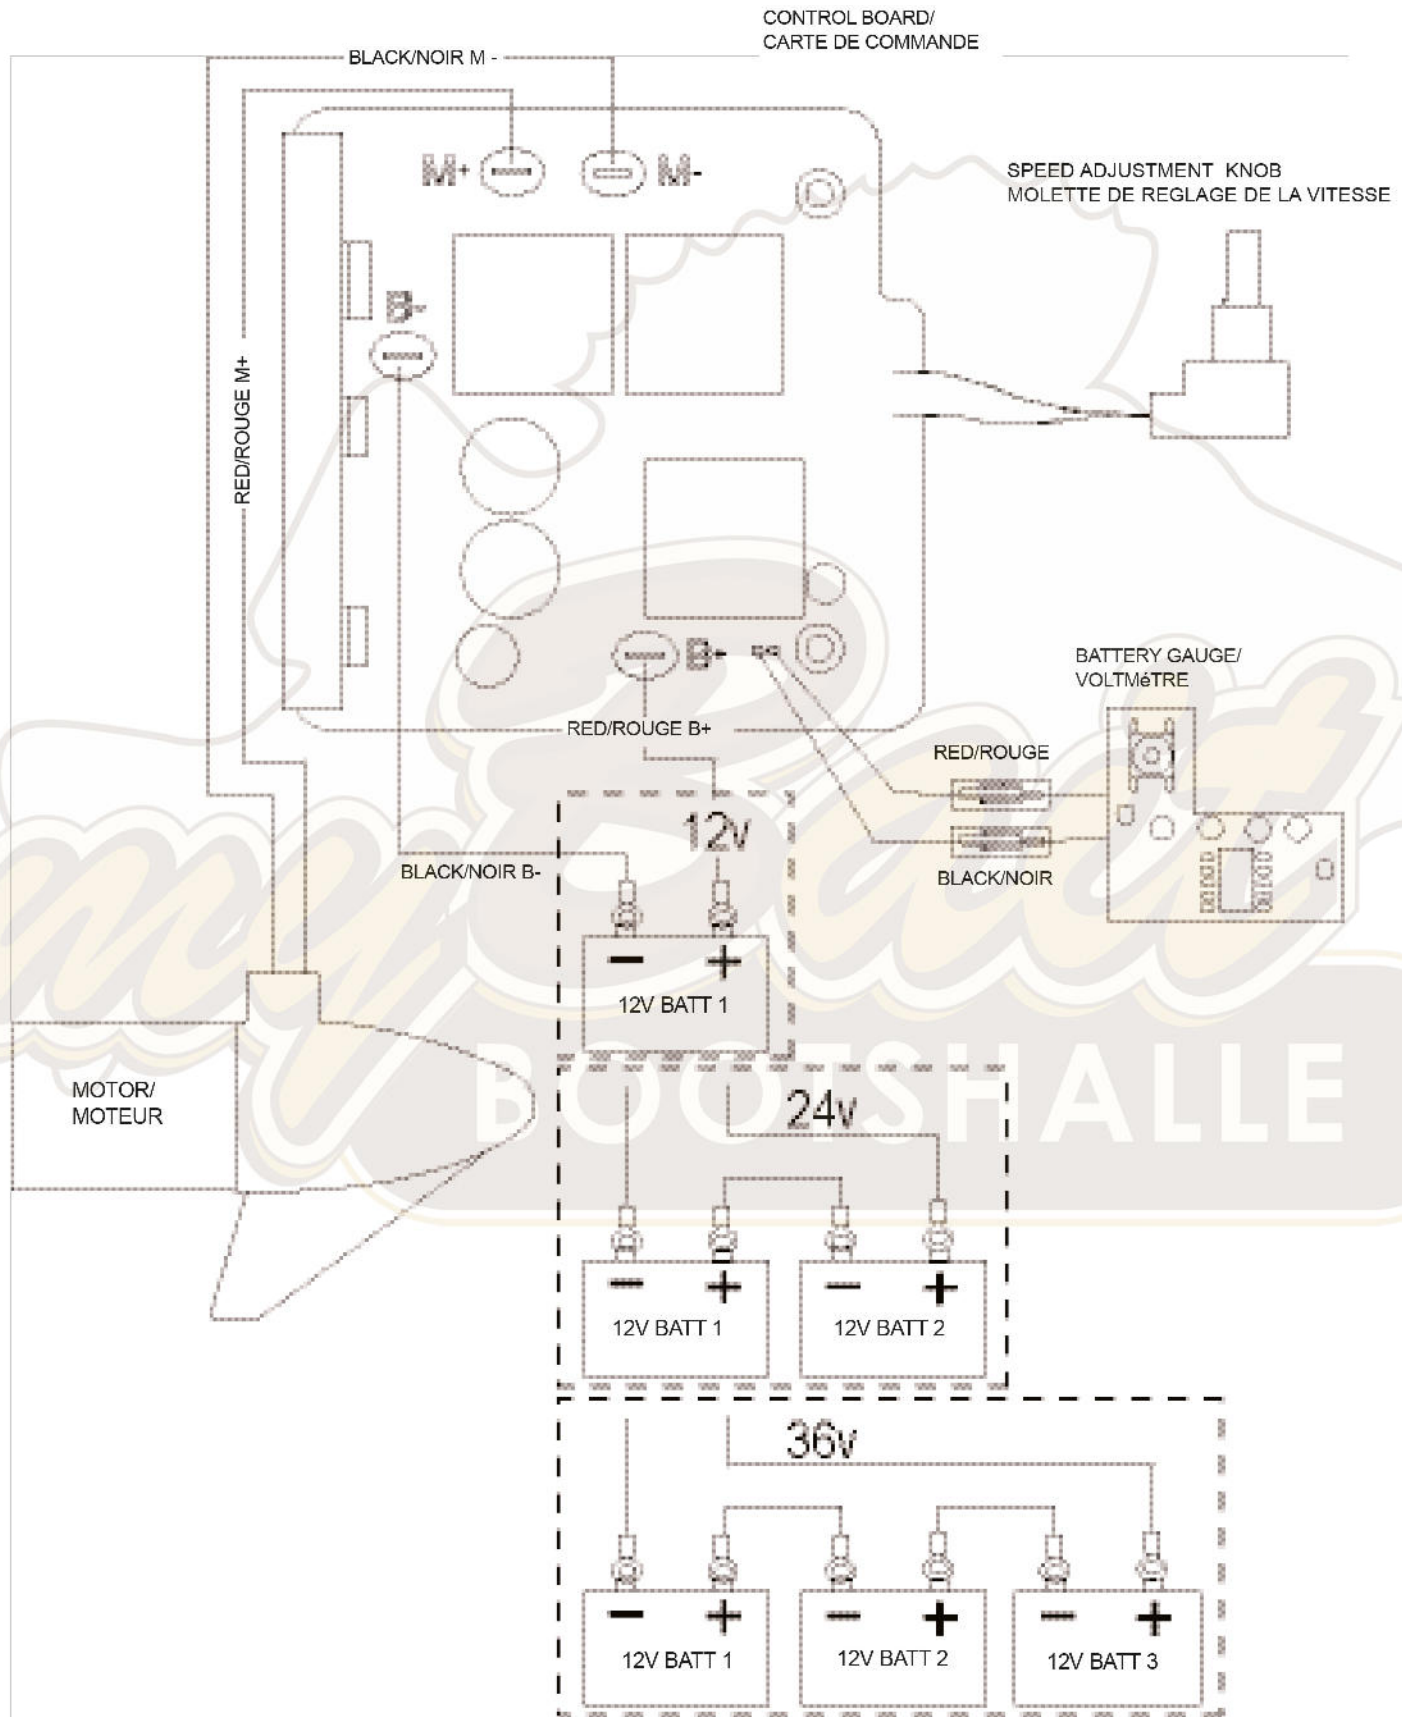 CONTROL BOARD/
CARTE DE COMMANDE
BLACK/NOIR M -
M+
M-
SPEED ADJUSTMENT KNOB
MOLETTE DE REGLAGE DE LA VITESSE
B-
RED/ROUGE M+
B+
BATTERY GAUGE/
VOLTMéTRE
RED/ROUGE B+
RED/ROUGE
12v
BLACK/NOIR B-
BLACK/NOIR
- +
12V BATT 1
my Bait
BOOTSHALLE
MOTOR/
MOTEUR
24v
- + - +
12V BATT 1
12V BATT 2
36v
- + - + - +
12V BATT 1
12V BATT 2
12V BATT 3